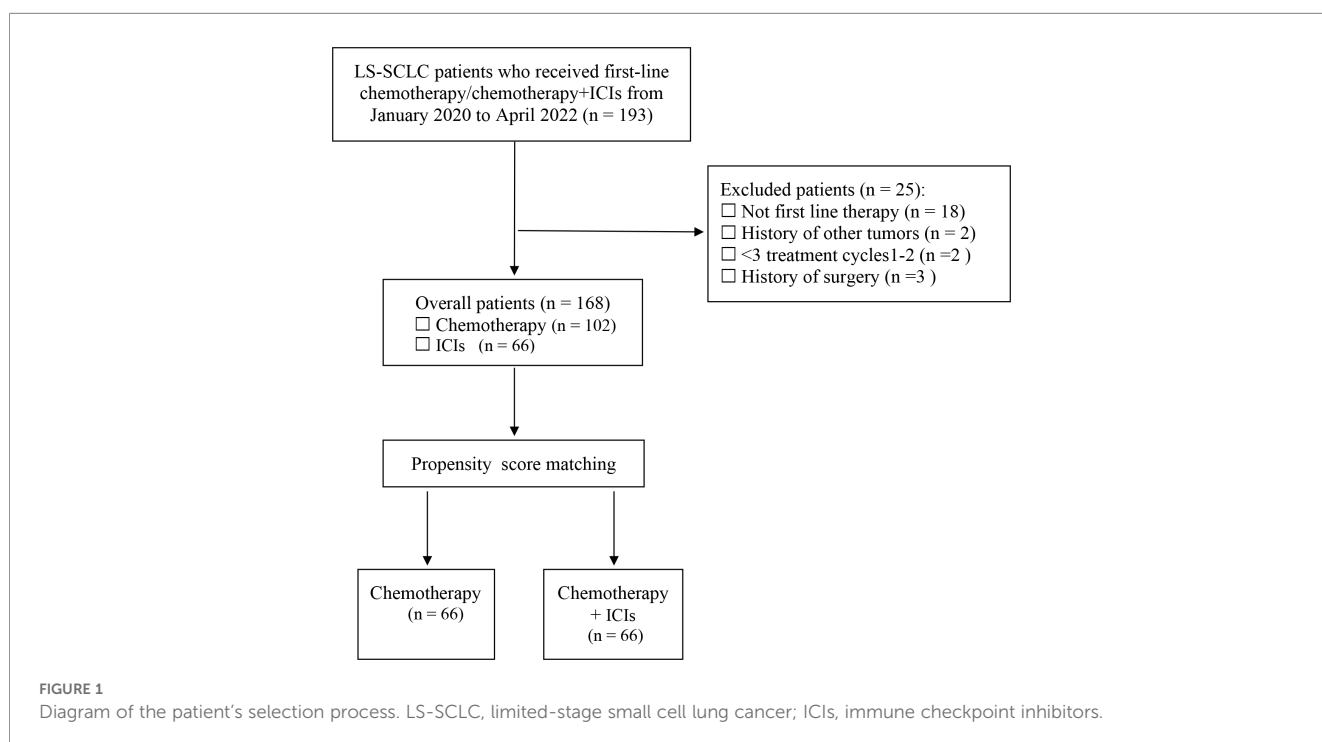 LS-SCLC patients who received first-line
chemotherapy/chemotherapy+ICIs from
January 2020 to April 2022 (n = 193)
Excluded patients (n = 25):
☐ Not first line therapy (n = 18)
☐ History of other tumors (n = 2)
☐ <3 treatment cycles1-2 (n =2 )
☐ History of surgery (n =3 )
Overall patients (n = 168)
☐ Chemotherapy (n = 102)
☐ ICIs (n = 66)
Propensity score matching
Chemotherapy
(n = 66)
Chemotherapy
+ ICIs
(n = 66)
FIGURE 1
Diagram of the patient’s selection process. LS-SCLC, limited-stage small cell lung cancer; ICIs, immune checkpoint inhibitors.